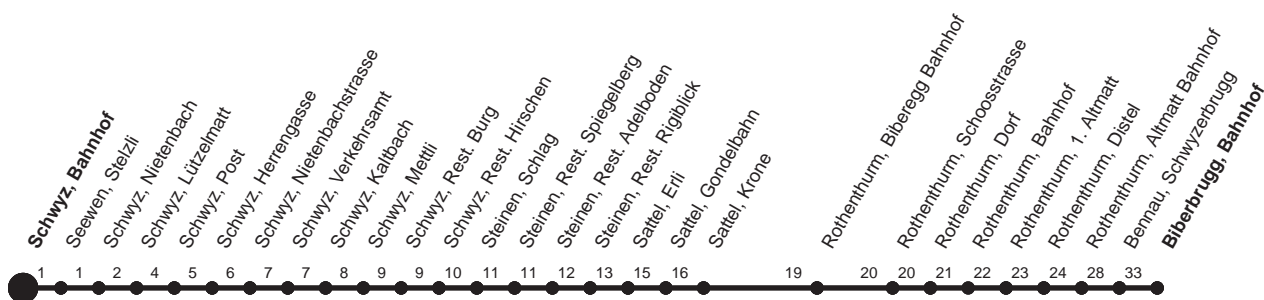 Schwyz, Bahnhof
Seewen, Stelzli
Schwyz, Nietenbach
Schwyz, Lützelmatt
Schwyz, Post
Schwyz, Herrengasse
Schwyz, Nietenbachstrasse
Schwyz, Verkehrsamt
Schwyz, Kaltbach
Schwyz, Mettli
Schwyz, Rest. Burg
Schwyz, Rest. Hirschen
Steinen, Schlag
Steinen, Rest. Spiegelberg
Steinen, Rest. Adelboden
Steinen, Rest. Rigiblick
Sattel, Erli
Sattel, Gondelbahn
Sattel, Krone
Rothenthurm, Biberegg Bahnhof
Rothenthurm, Schoosstrasse
Rothenthurm, Dorf
Rothenthurm, Bahnhof
Rothenthurm, 1. Altmatt
Rothenthurm, Distel
Rothenthurm, Altmatt Bahnhof
Bennau, Schwyzerbrugg
Biberbrugg, Bahnhof
1 1 2 4 5 6 7 7 8 9 9 10 11 11 12 13 15 16 19 20 20 21 22 23 24 28 33